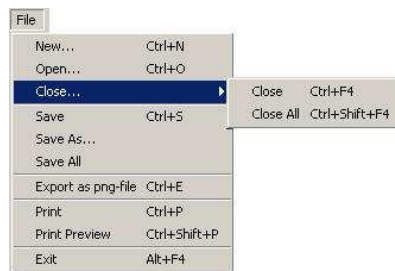 File
New... Ctrl+N
Open... Ctrl+O
Close...
Close Ctrl+F4
Close All Ctrl+Shift+F4
Save Ctrl+S
Save As...
Save All
Export as png-file Ctrl+E
Print Ctrl+P
Print Preview Ctrl+Shift+P
Exit Alt+F4